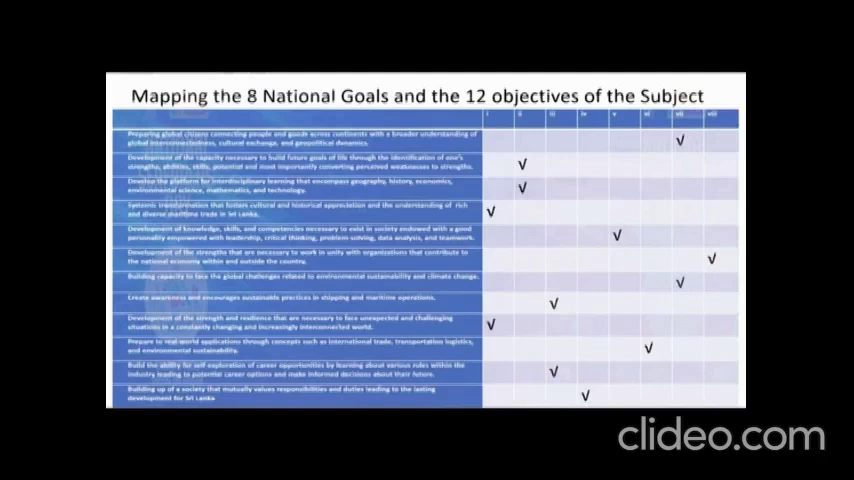 Mapping the 8 National Goals and the 12 objectives of the Subject
i ii iii iv v vi vii viii
Preparing global citizens connecting people and goods across continents with a broader understanding of
global interconnectedness, cultural exchange, and geopolitical dynamics.
√
Development of the capacity necessary to build future goals of life through the identification of one's
strengths, abilities, skills, potential and most importantly converting perceived weaknesses to strengths.
√
Develop the platform for interdisciplinary learning that encompass geography, history, economics,
environmental science, mathematics, and technology.
√
Systemic transformation that fosters cultural and historical appreciation and the understanding of rich
and diverse maritime trade in Sri Lanka.
√
Development of knowledge, skills, and competencies necessary to exist in society endowed with a good
personality empowered with leadership, critical thinking, problem-solving, data analysis, and teamwork.
√
Development of the strengths that are necessary to work in unity with organizations that contribute to
the national economy within and outside the country.
√
Building capacity to face the global challenges related to environmental sustainability and climate change.
√
Create awareness and encourages sustainable practices in shipping and maritime operations.
√
Development of the strength and resilience that are necessary to face unexpected and challenging
situations in a constantly changing and increasingly interconnected world.
√
Prepare to real-world applications through concepts such as international trade, transportation logistics,
and environmental sustainability.
√
Build the ability for self-exploration of career opportunities by learning about various roles within the
industry leading to potential career options and make informed decisions about their future.
√
Building up of a society that mutually values responsibilities and duties leading to the lasting
development for Sri Lanka
√
clideo.com